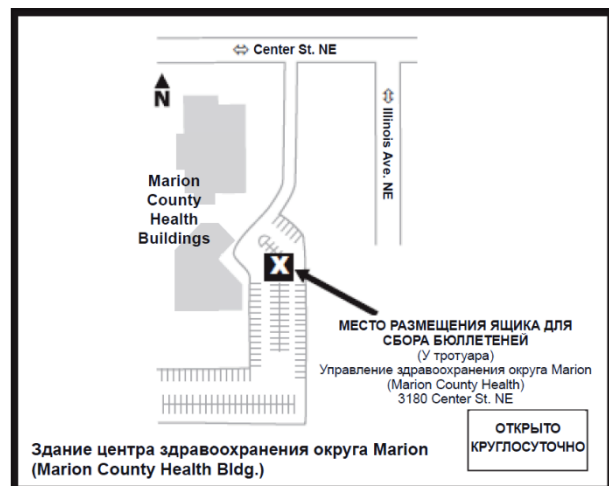 ⇔ Center St. NE
N
⇔ Illinois Ave. NE
Marion
County
Health
Buildings
X
МЕСТО РАЗМЕЩЕНИЯ ЯЩИКА ДЛЯ
СБОРА БЮЛЛЕТЕНЕЙ
(У тротуара)
Управление здравоохранения округа Marion
(Marion County Health)
3180 Center St. NE
ОТКРЫТО
КРУГЛОСУТОЧНО
Здание центра здравоохранения округа Marion
(Marion County Health Bldg.)